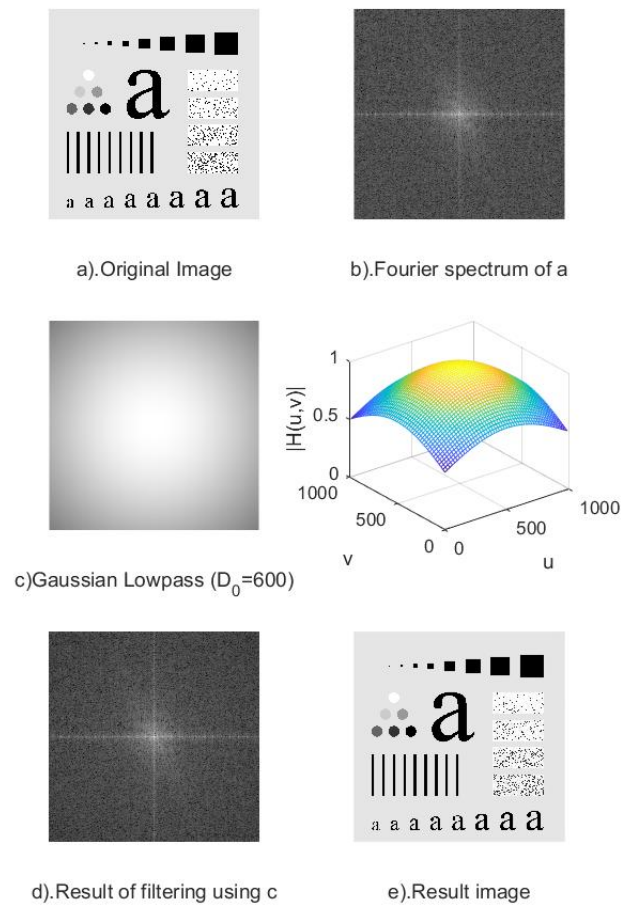 a
a a a a a a a a
a).Original Image
b).Fourier spectrum of a
1
0.5
0
|H(u,v)|
1000
500
0
v
0
500
1000
u
c)Gaussian Lowpass (D_0=600)
a
a a a a a a a a
d).Result of filtering using c
e).Result image